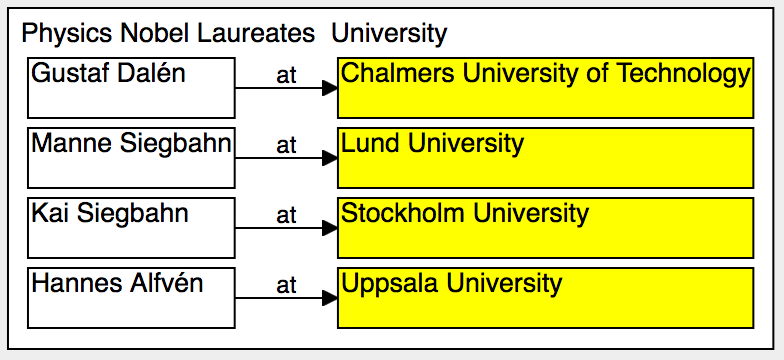 Physics Nobel Laureates University
Gustaf Dalén at Chalmers University of Technology
Manne Siegbahn at Lund University
Kai Siegbahn at Stockholm University
Hannes Alfvén at Uppsala University